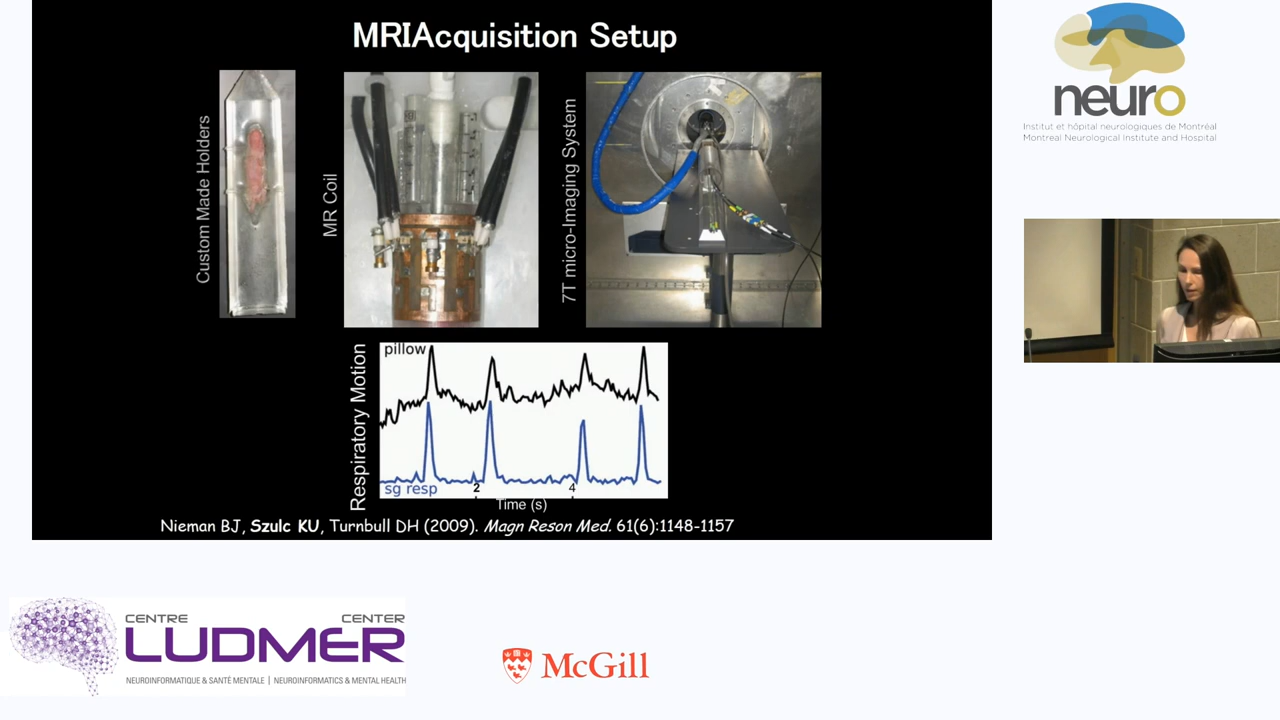 MRIAcquisition Setup
Custom Made Holders
MR Coil
7T micro-Imaging System
Respiratory Motion
pillow
sg resp
2
4
Time (s)
Nieman BJ, Szulc KU, Turnbull DH (2009). Magn Reson Med. 61(6):1148-1157
neuro
Institut et hôpital neurologiques de Montréal
Montreal Neurological Institute and Hospital
CENTRE CENTER
LUDMER
NEUROINFORMATIQUE & SANTÉ MENTALE | NEUROINFORMATICS & MENTAL HEALTH
McGill